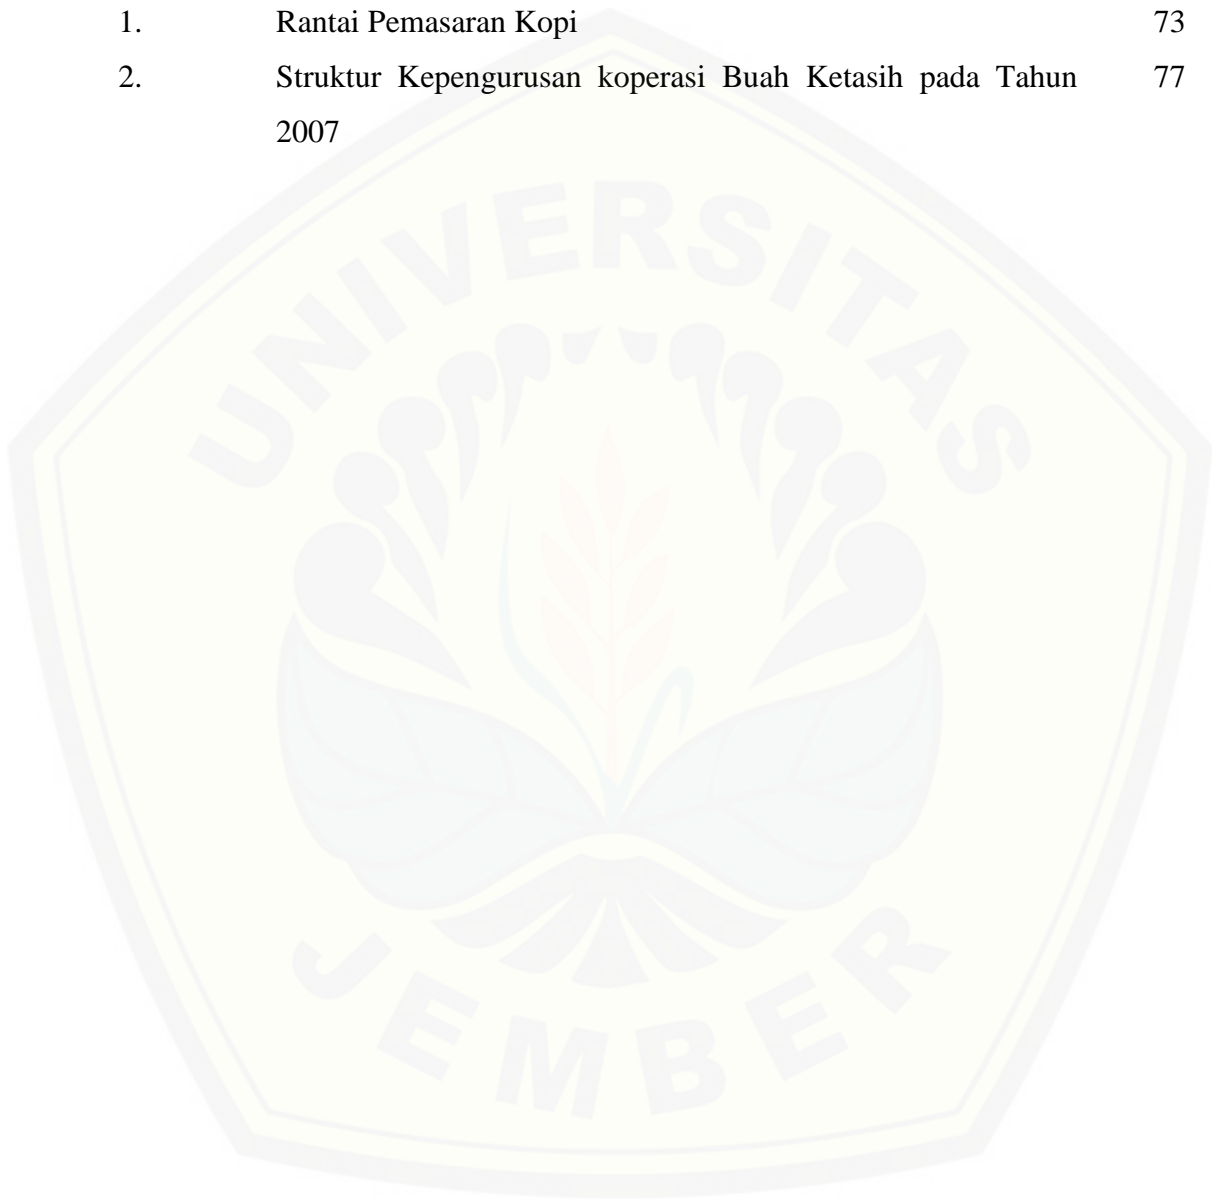 1. Rantai Pemasaran Kopi 73
2. Struktur Kepengurusan koperasi Buah Ketasih pada Tahun 77
2007
UNIVERSITAS
JEMBER